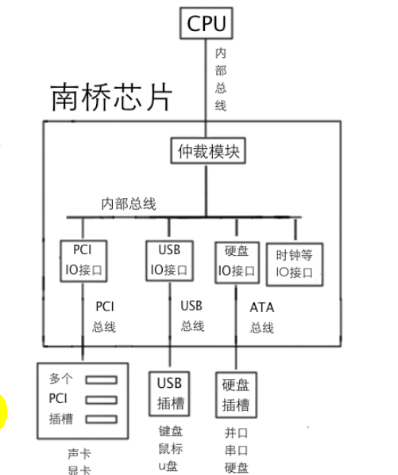 CPU
内
部
总
线
南桥芯片
仲裁模块
内部总线
PCI
IO接口
USB
IO接口
硬盘
IO接口
时钟等
IO接口
PCI
总线
USB
总线
ATA
总线
多个
PCI
插槽
USB
插槽
硬盘
插槽
声卡
显卡
键盘
鼠标
u盘
并口
串口
硬盘